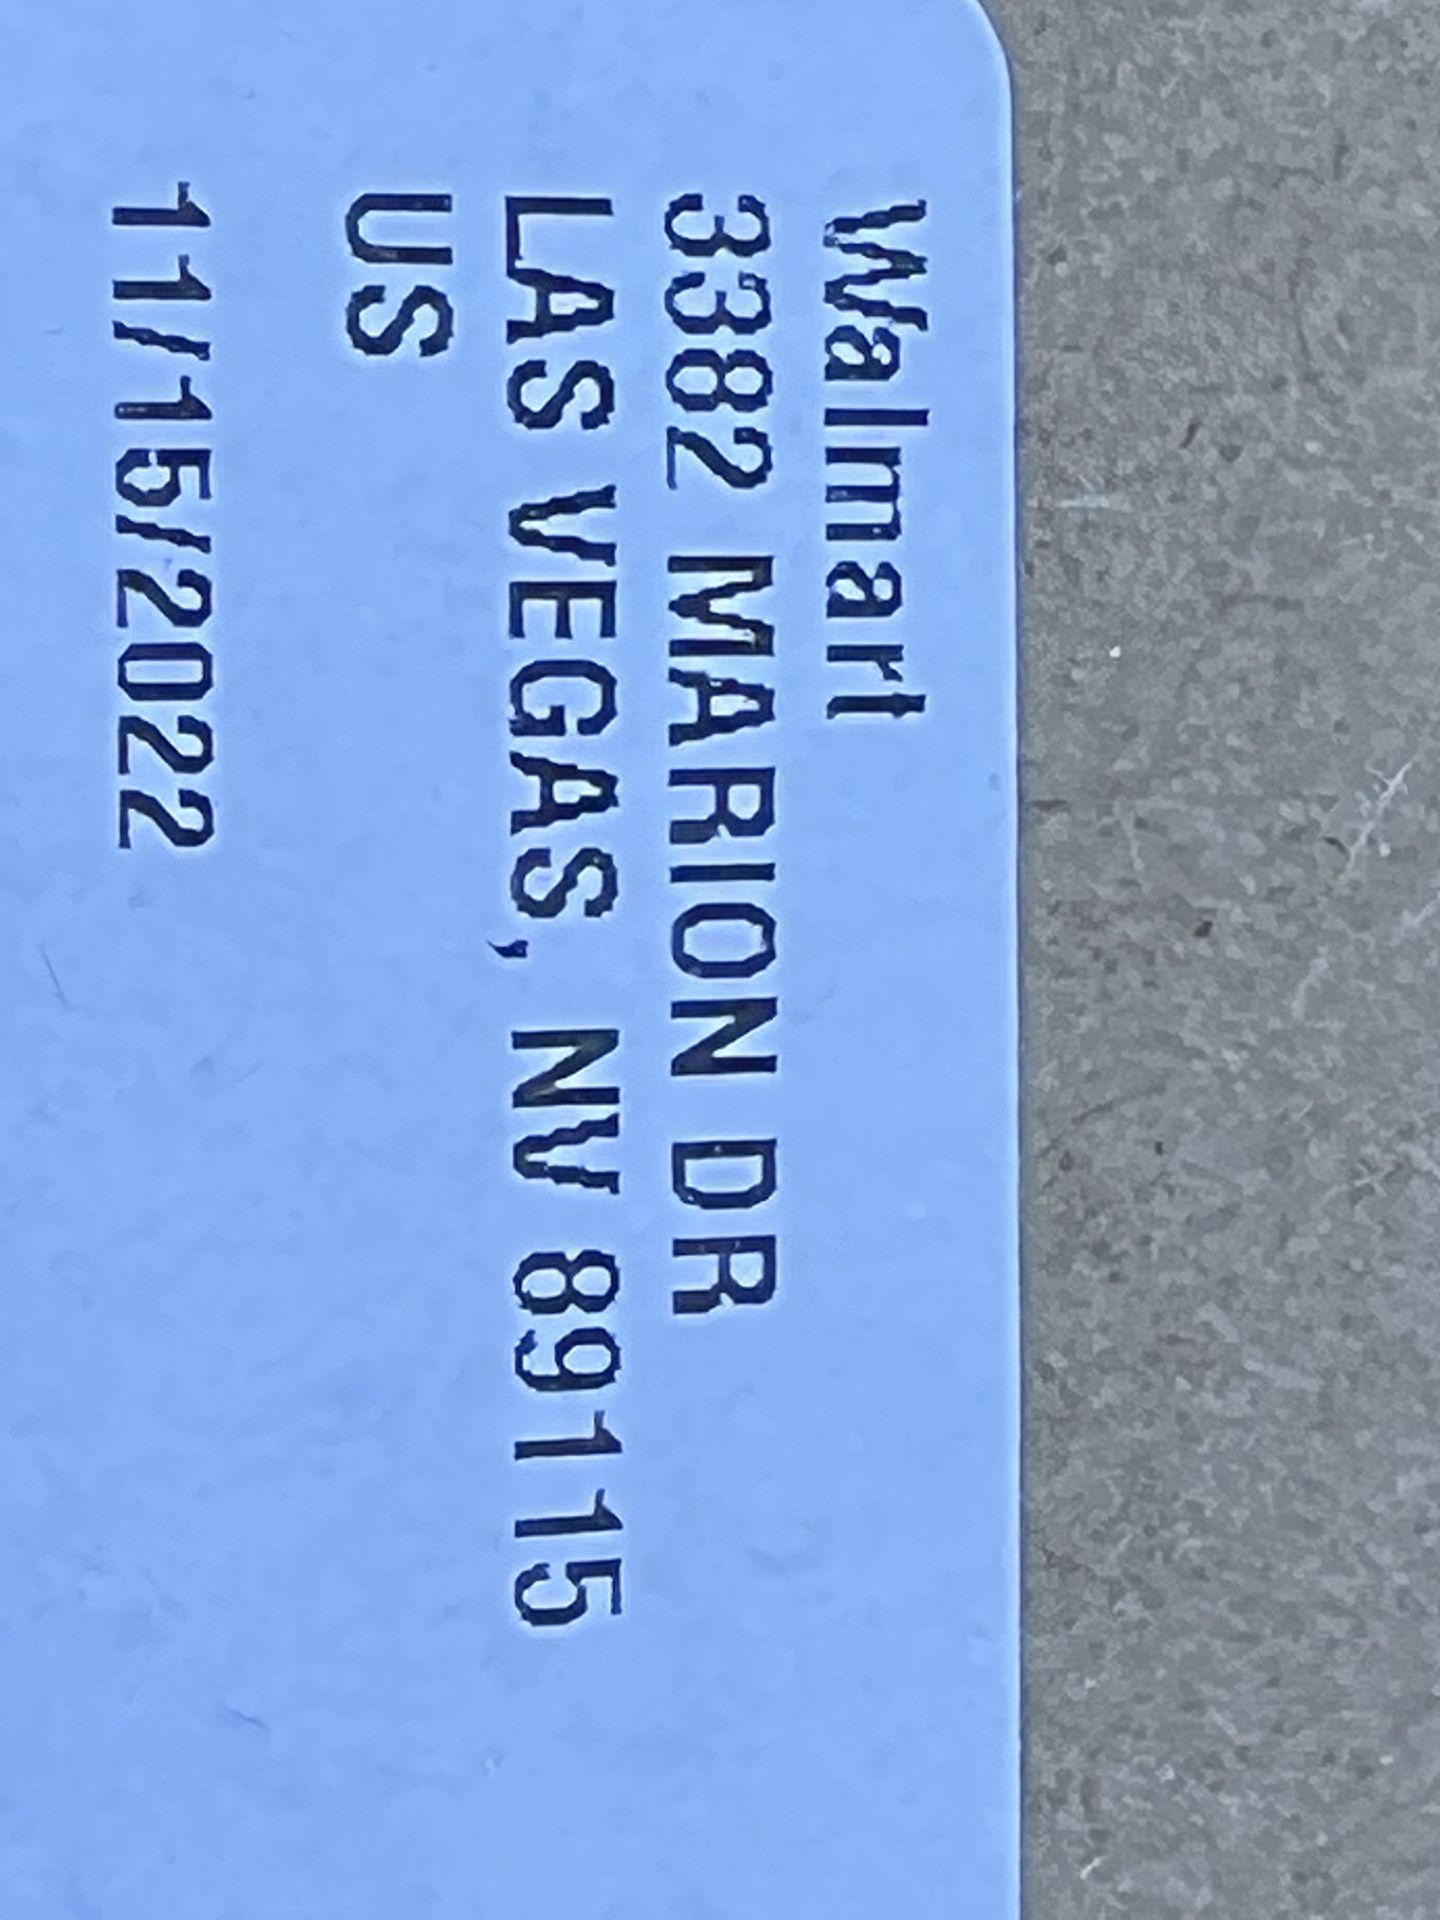 Walmart
3382 MARION DR
LAS VEGAS, NV 89115
US
11/15/2022